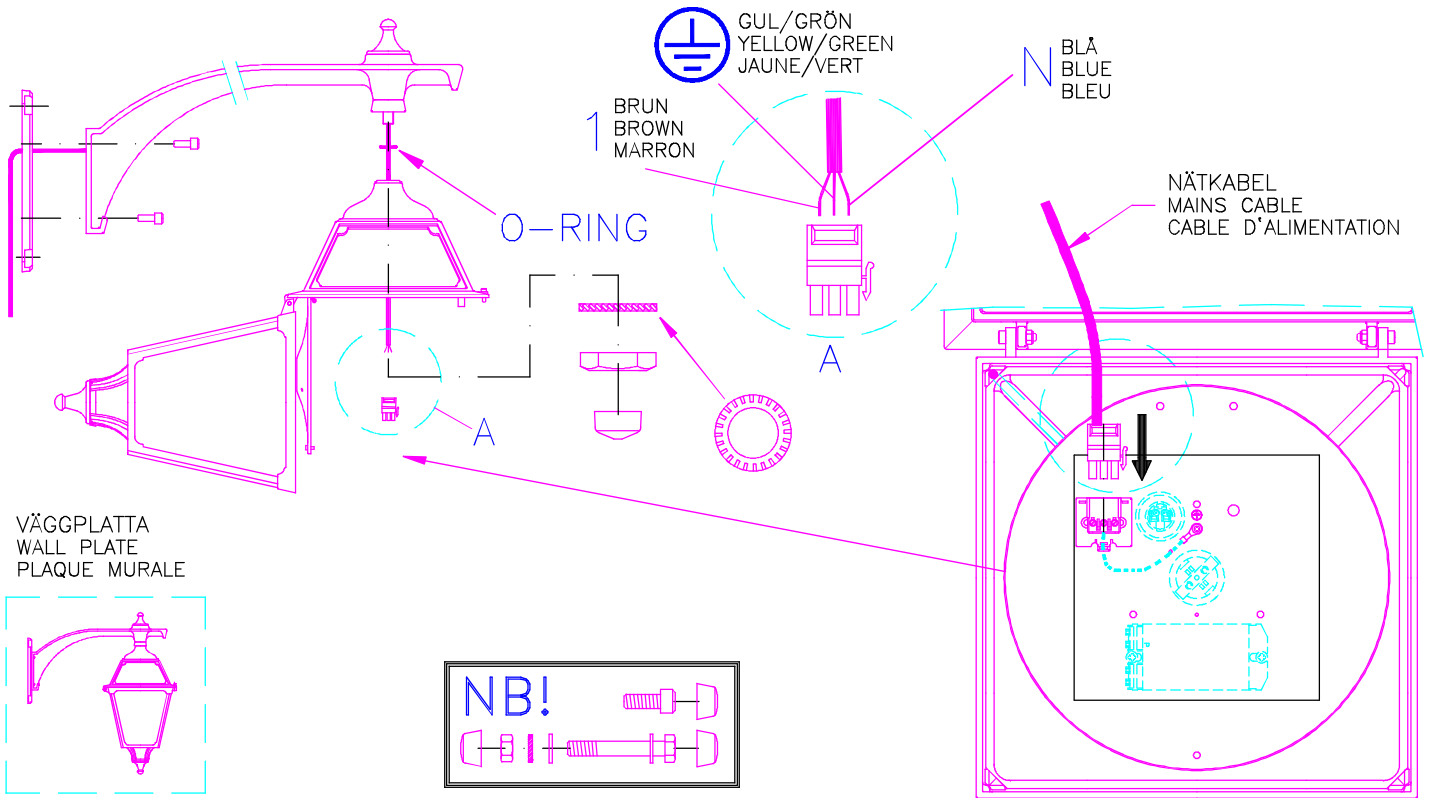 GUL/GRÖN
YELLOW/GREEN
JAUNE/VERT
N
BLÅ
BLUE
BLEU
1
BRUN
BROWN
MARRON
NÄTKABEL
MAINS CABLE
CABLE D'ALIMENTATION
O-RING
A
A
VÄGGPLATTA
WALL PLATE
PLAQUE MURALE
NB!